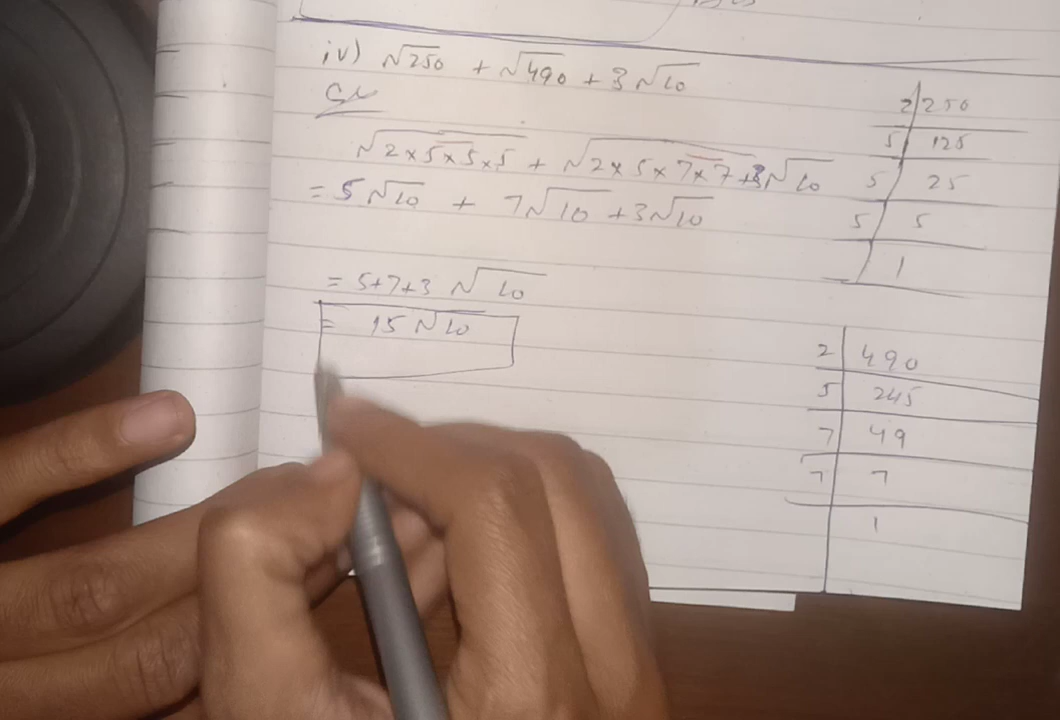 iv) √250 + √490 + 3√10
√2×5×5×5 + √2×5×7×7 +3√10
= 5√10 + 7√10 +3√10
= 5+7+3 √10
= 15√10
2 250
5 125
5 25
5 5
1
2 490
5 245
7 49
7 7
1